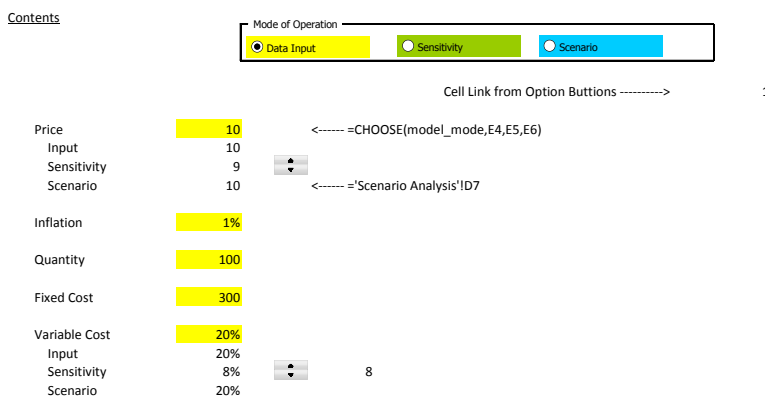 Contents
Mode of Operation
Data Input Sensitivity Scenario
Cell Link from Option Buttions ---------->
Price 10 <------ =CHOOSE(model_mode,E4,E5,E6)
Input 10
Sensitivity 9
Scenario 10 <------ ='Scenario Analysis'!D7
Inflation 1%
Quantity 100
Fixed Cost 300
Variable Cost 20%
Input 20%
Sensitivity 8% 8
Scenario 20%